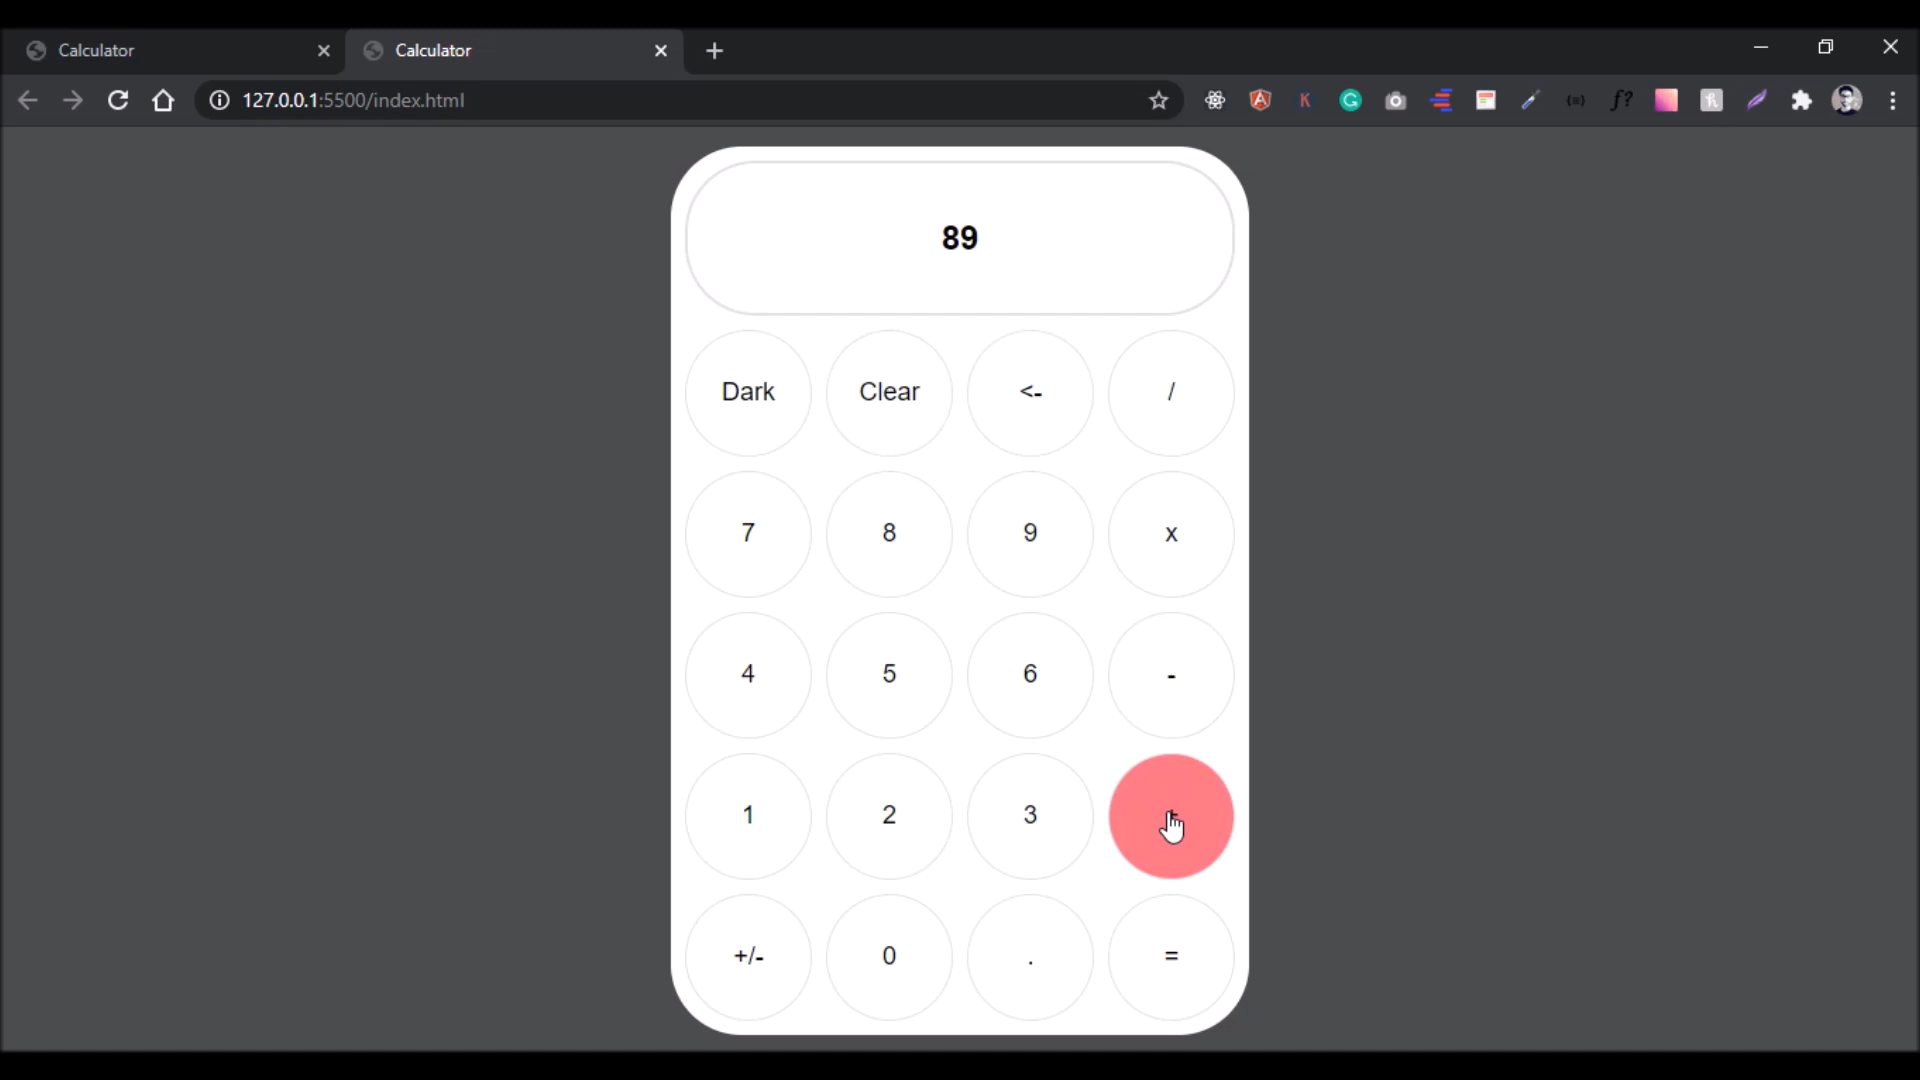 Calculator
Calculator
127.0.0.1:5500/index.html
K
(=)
f?
89
Dark Clear <- /
7 8 9 x
4 5 6 -
1 2 3
+/- 0 . =